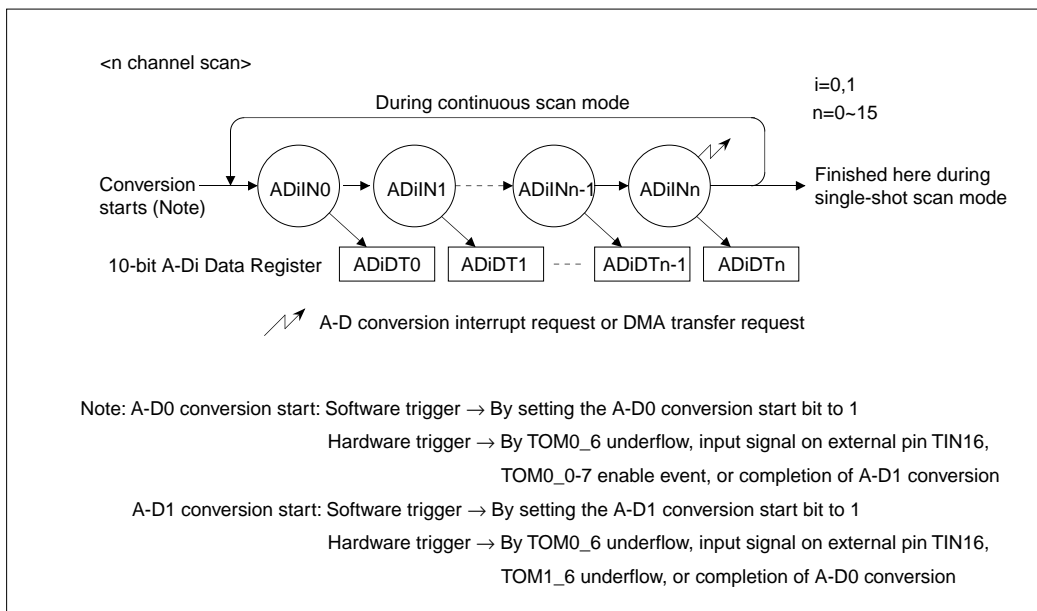 <n channel scan>
i=0,1
n=0~15
During continuous scan mode
Conversion
starts (Note)
ADiIN0
ADiIN1
ADiINn-1
ADiINn
Finished here during
single-shot scan mode
10-bit A-Di Data Register
ADiDT0
ADiDT1
ADiDTn-1
ADiDTn
A-D conversion interrupt request or DMA transfer request
Note: A-D0 conversion start: Software trigger → By setting the A-D0 conversion start bit to 1
Hardware trigger → By TOM0_6 underflow, input signal on external pin TIN16,
TOM0_0-7 enable event, or completion of A-D1 conversion
A-D1 conversion start: Software trigger → By setting the A-D1 conversion start bit to 1
Hardware trigger → By TOM0_6 underflow, input signal on external pin TIN16,
TOM1_6 underflow, or completion of A-D0 conversion